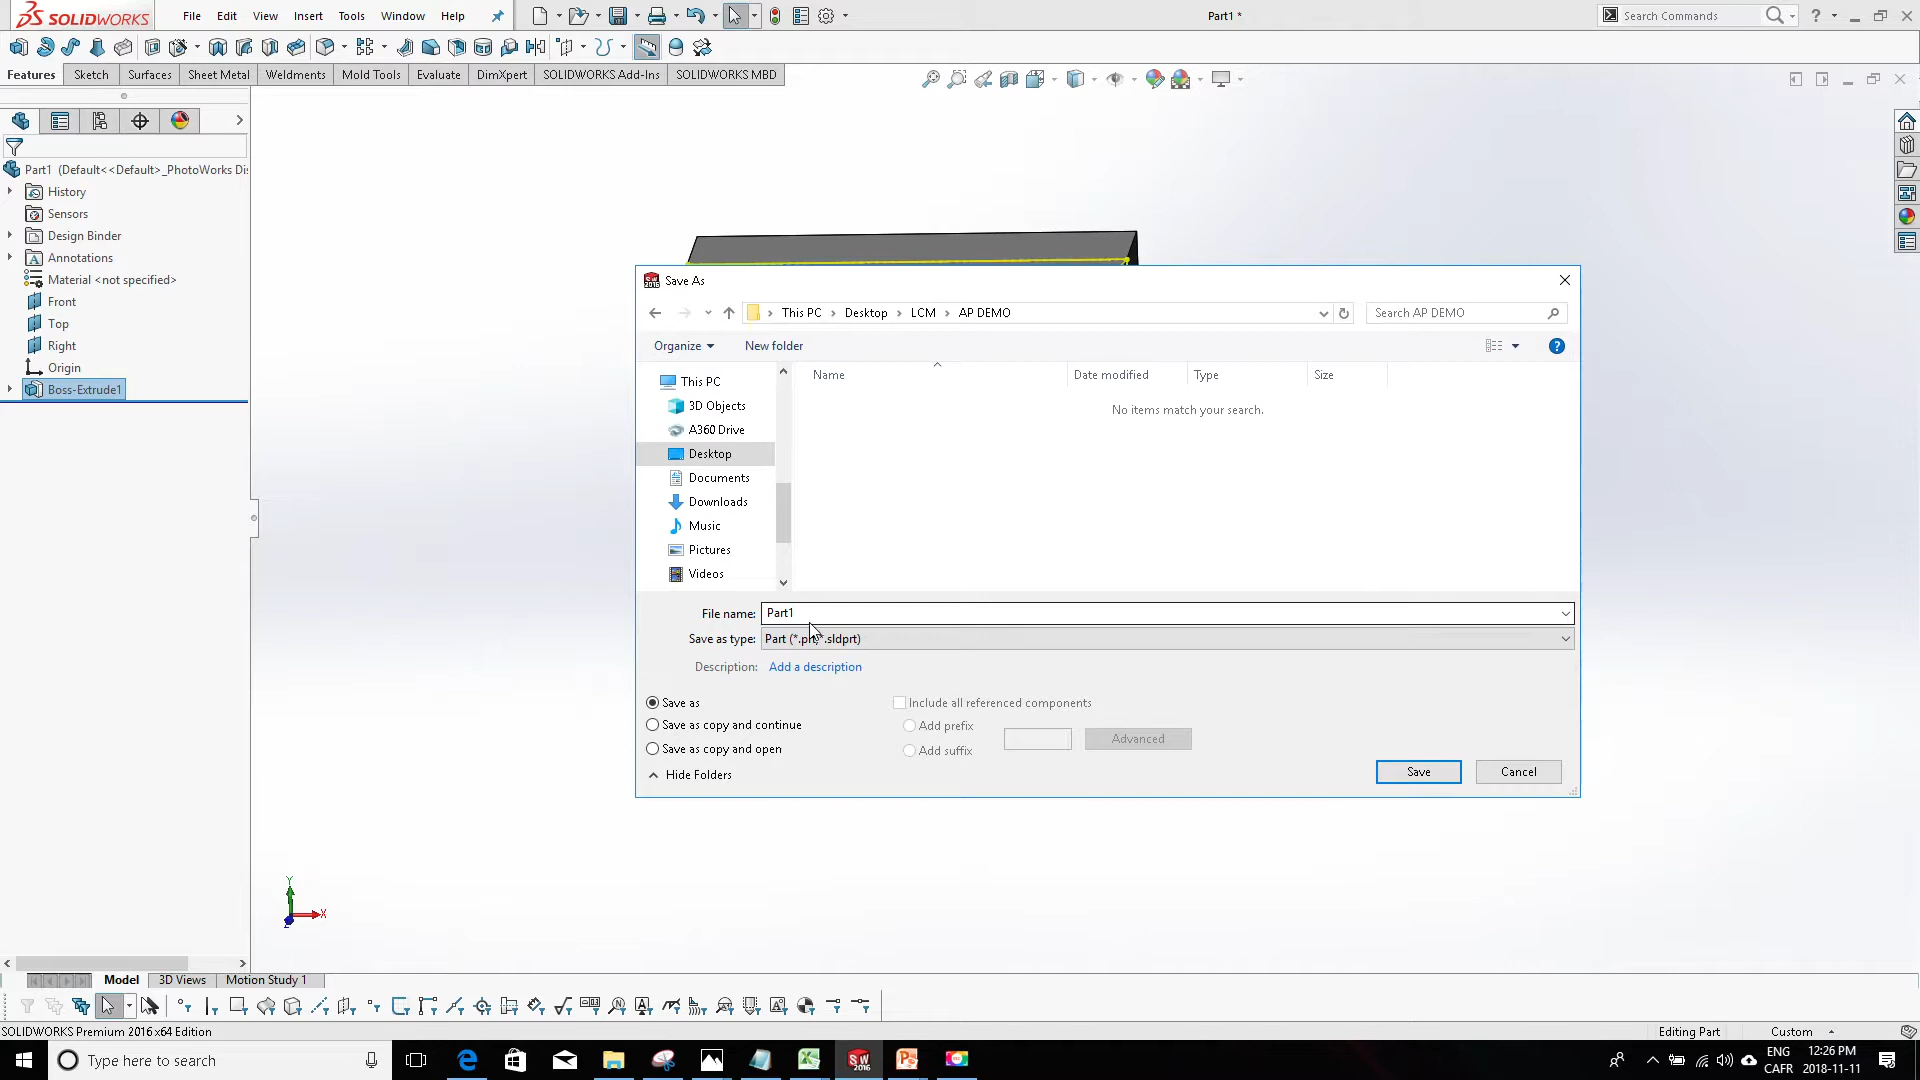 SOLIDWORKS
File Edit View Insert Tools Window Help
Part1 *
Search Commands
Features Sketch Surfaces Sheet Metal Weldments Mold Tools Evaluate DimXpert SOLIDWORKS Add-Ins SOLIDWORKS MBD
Part1 (Default<<Default>_PhotoWorks Dis
History
Sensors
Design Binder
Annotations
Material <not specified>
Front
Top
Right
Origin
Boss-Extrude1
Save As
This PC > Desktop > LCM > AP DEMO
Search AP DEMO
Organize
New folder
This PC
3D Objects
A360 Drive
Desktop
Documents
Downloads
Music
Pictures
Videos
Name Date modified Type Size
No items match your search.
File name: Part1
Save as type: Part (*.prt;*.sldprt)
Description: Add a description
Save as
Save as copy and continue
Save as copy and open
Include all referenced components
Add prefix
Add suffix
Advanced
Hide Folders
Save
Cancel
Y
X
Z
Model 3D Views Motion Study 1
SOLIDWORKS Premium 2016 x64 Edition
Editing Part
Custom
Type here to search
ENG
CAFR
12:26 PM
2018-11-11